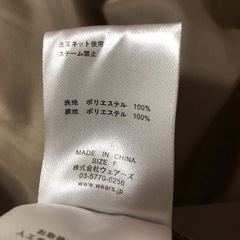 洗濯ネット使用
スチーム禁止
表地 ポリエステル 100%
裏地 ポリエステル 100%
MADE IN CHINA
SIZE F
株式会社ウェアーズ
03-5770-6256
www.wears.jp